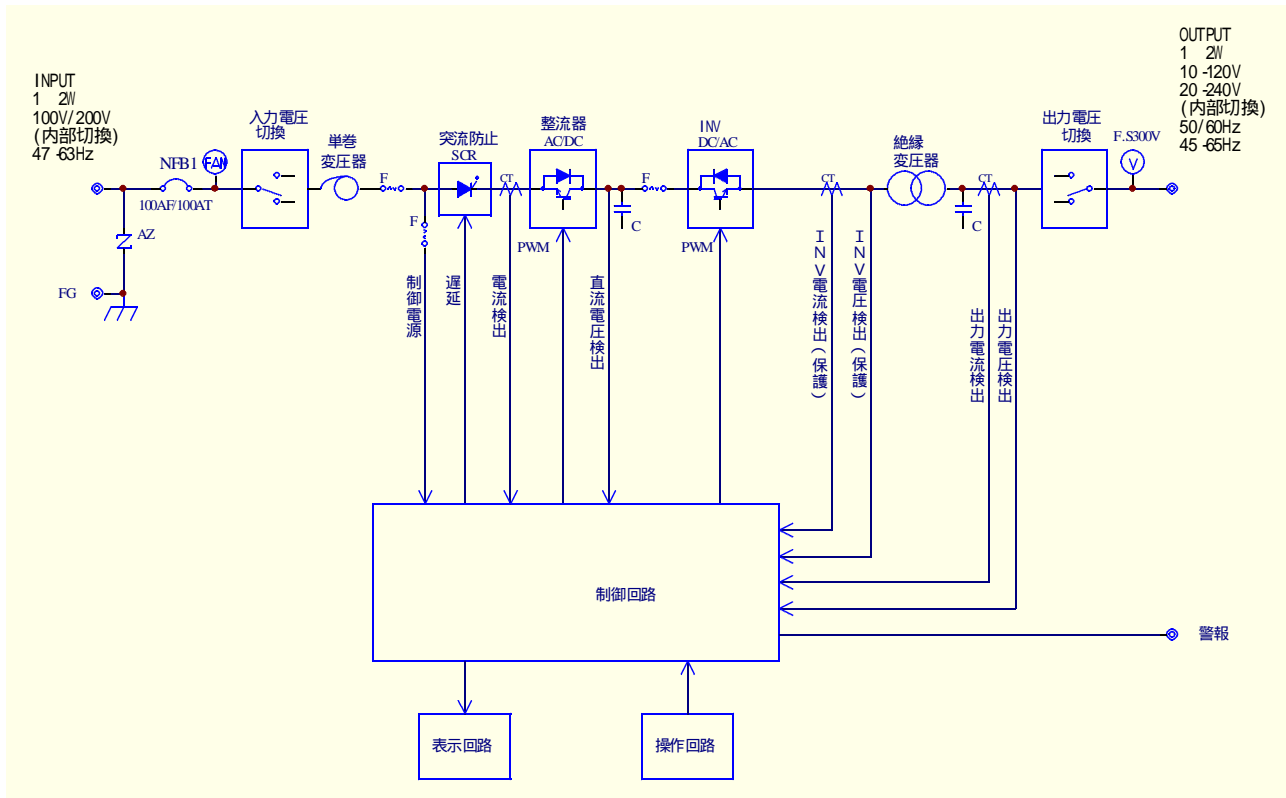 INPUT
1 2W
100V/200V
(内部切換)
47 -63Hz
OUTPUT
1 2W
10 -120V
20 -240V
(内部切換)
50/60Hz
45 -65Hz
入力電圧
切換
単巻
変圧器
突流防止
SCR
整流器
AC/DC
INV
DC/AC
絶縁
変圧器
出力電圧
切換
F.S300V
NFB1
FAN
100AF/100AT
F
CT
F
CT
CT
V
AZ
F
C
C
PWM
PWM
FG
制御電源
遅延
電流検出
直流電圧検出
INV電流検出(保護)
INV電圧検出(保護)
出力電流検出
出力電圧検出
制御回路
警報
表示回路
操作回路